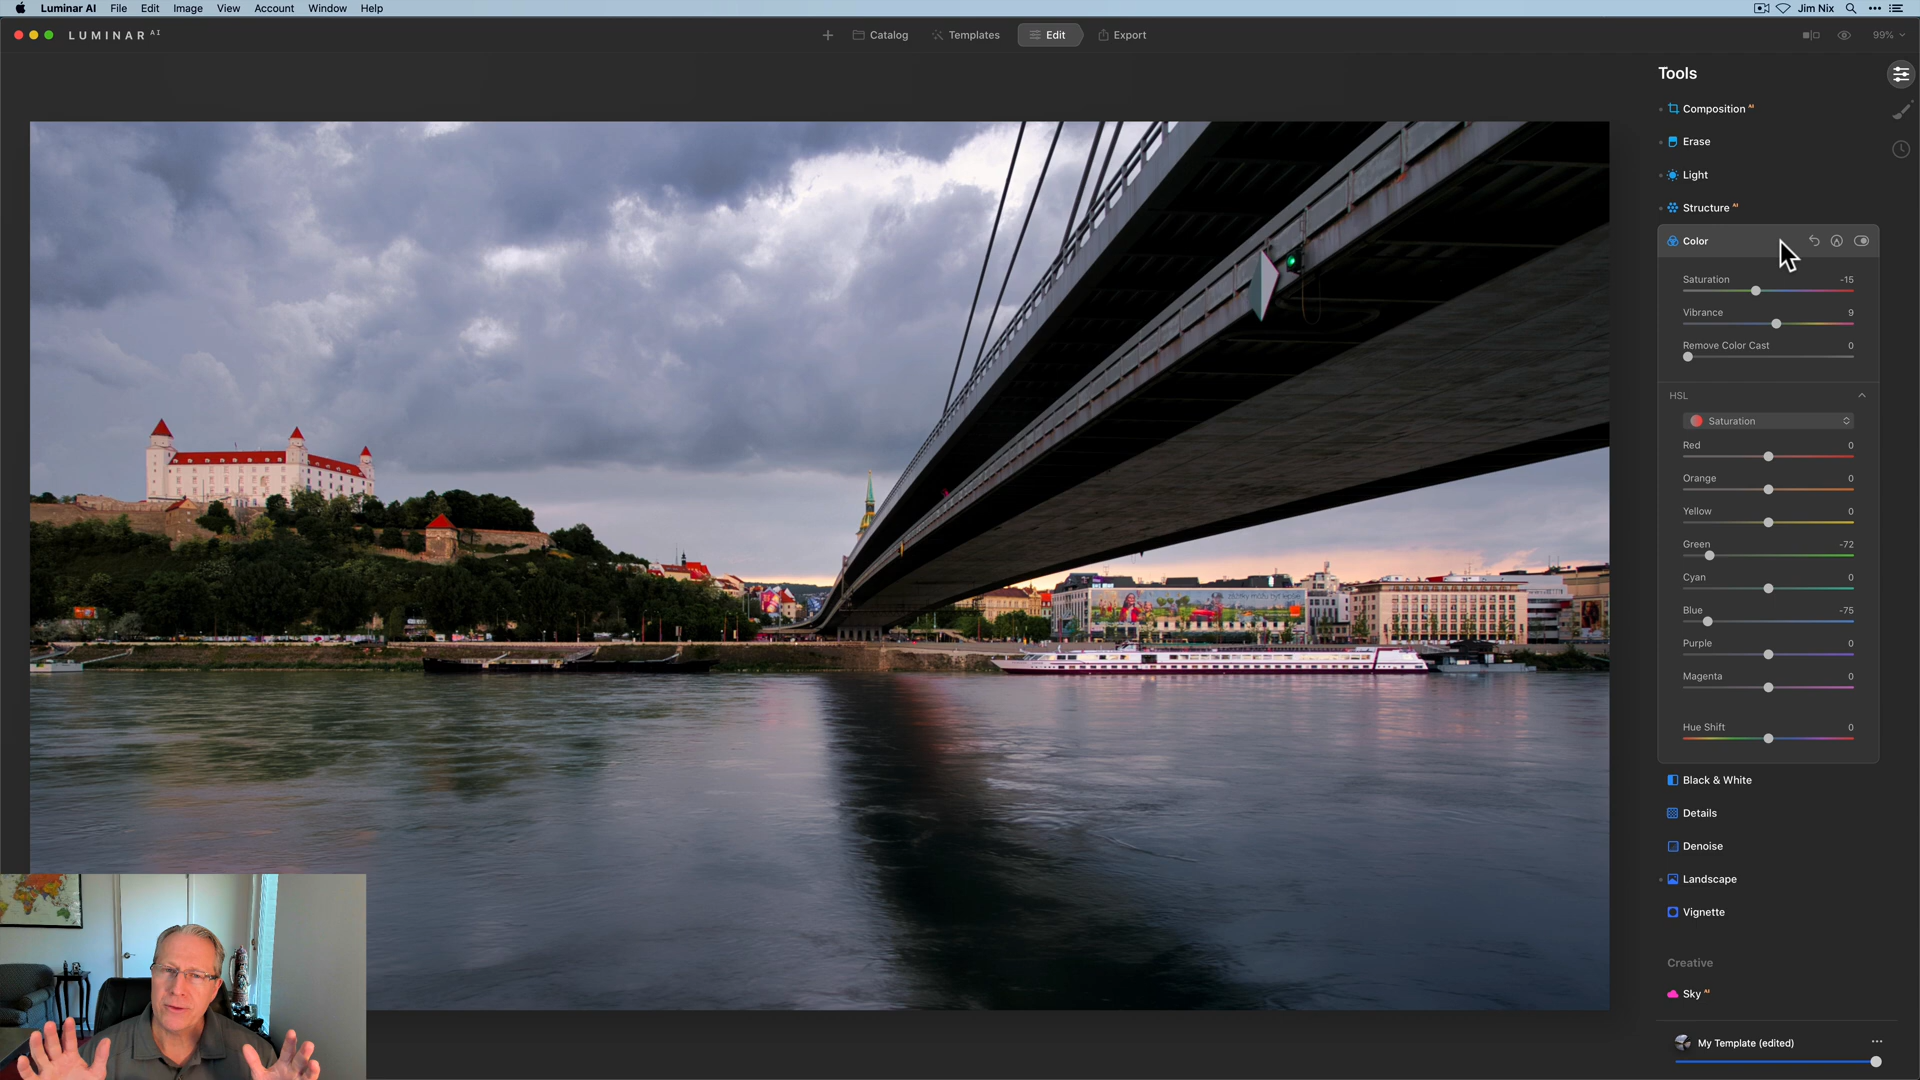 Luminar AI File Edit Image View Account Window Help
Jim Nix
LUMINAR AI
Catalog Templates Edit Export
99%
Tools
Composition AI
Erase
Light
Structure AI
Color
Saturation -15
Vibrance 9
Remove Color Cast 0
HSL
Saturation
Red 0
Orange 0
Yellow 0
Green -72
Cyan 0
Blue -75
Purple 0
Magenta 0
Hue Shift 0
Black & White
Details
Denoise
Landscape
Vignette
Creative
Sky AI
My Template (edited)